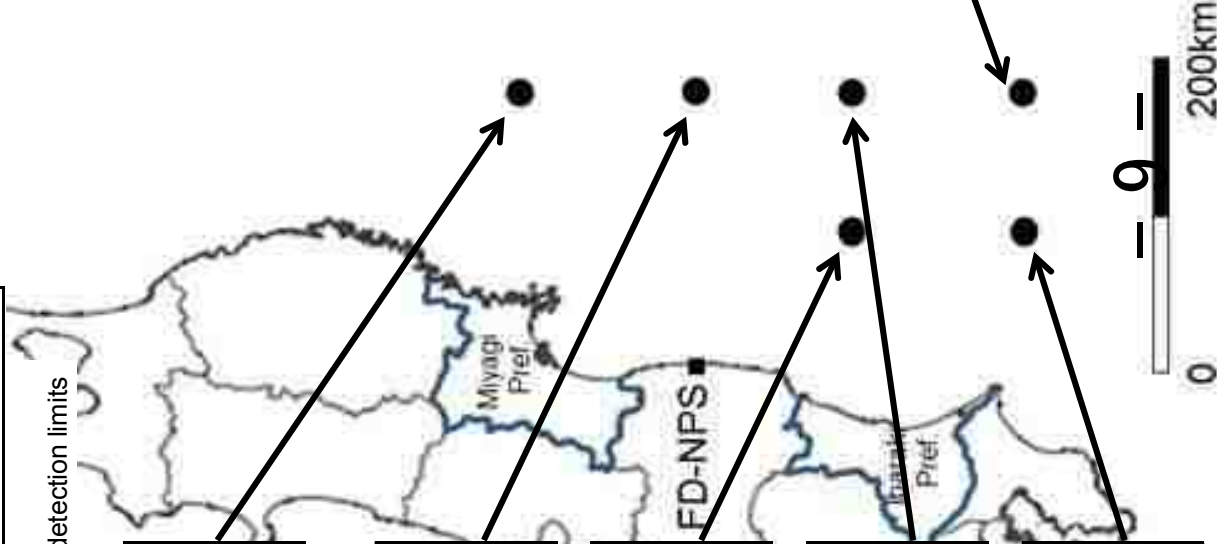 detection limits
Miyagi
Pref.
FD-NPS
Pref.
0
200km
− 9 −